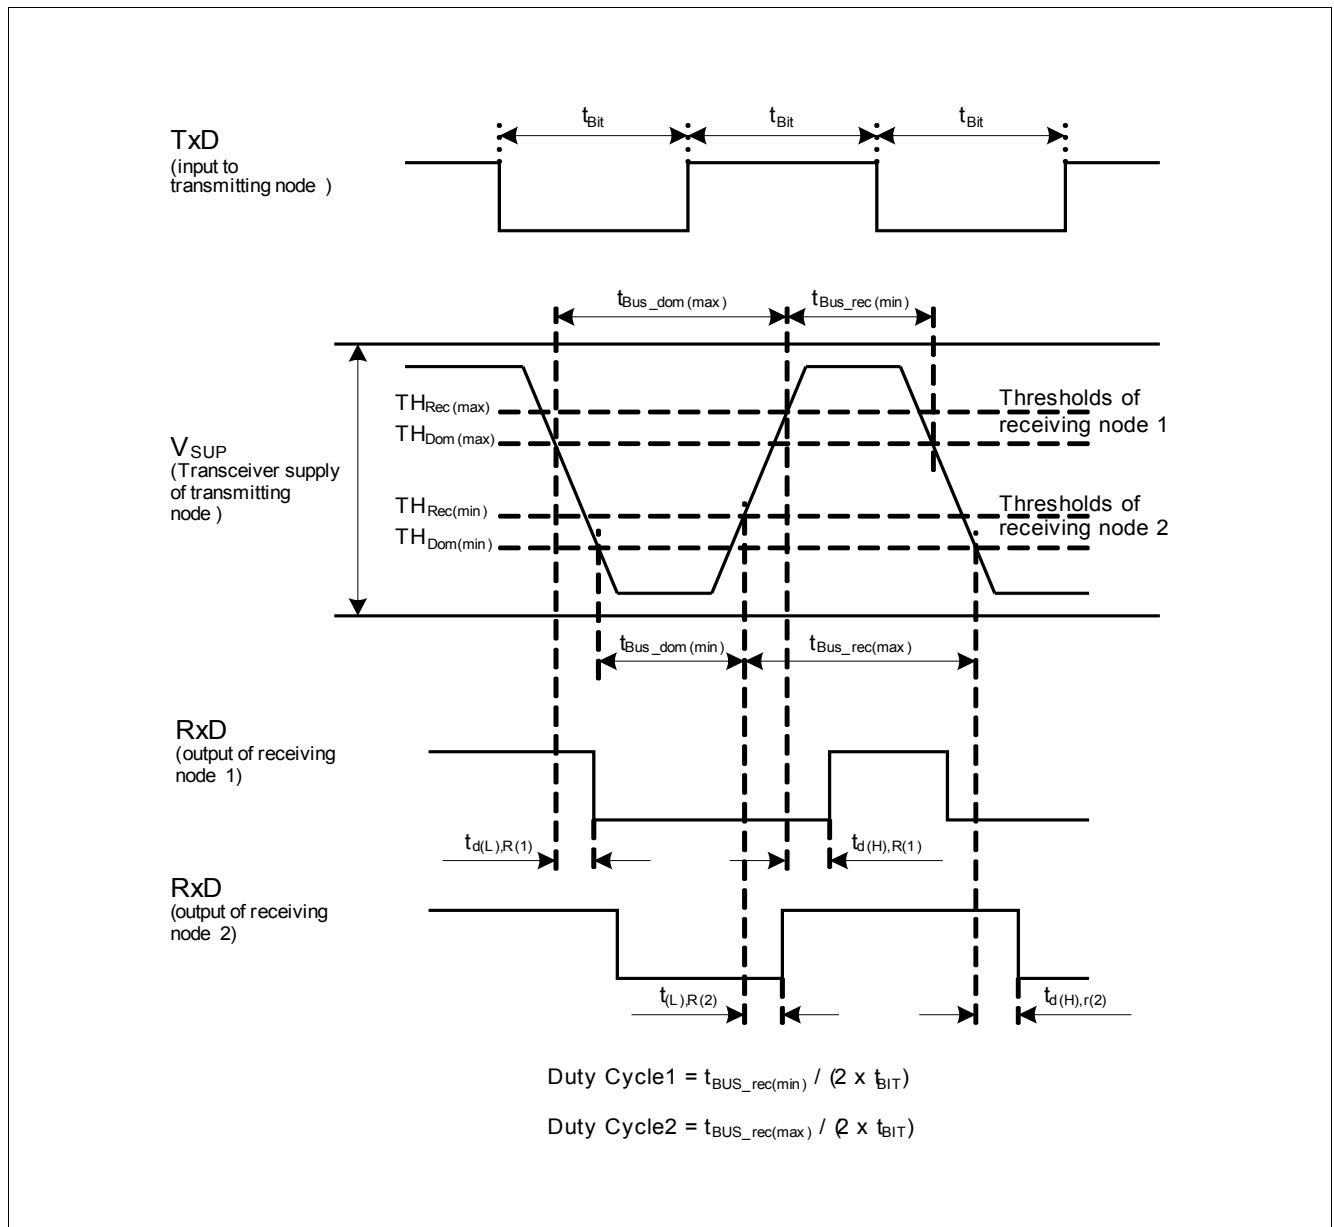 t_Bit t_Bit t_Bit
TxD
(input to
transmitting node )
t_Bus_dom (max) t_Bus_rec (min)
TH_Rec (max)
TH_Dom (max)
Thresholds of
receiving node 1
V_SUP
(Transceiver supply
of transmitting
node )
TH_Rec(min)
TH_Dom(min)
Thresholds of
receiving node 2
t_Bus_dom (min) t_Bus_rec(max)
RxD
(output of receiving
node 1)
t_d(L),R(1) t_d(H),R(1)
RxD
(output of receiving
node 2)
t_(L),R(2) t_d(H),r(2)
Duty Cycle1 = t_BUS_rec(min) / (2 x t_BIT)
Duty Cycle2 = t_BUS_rec(max) / (2 x t_BIT)